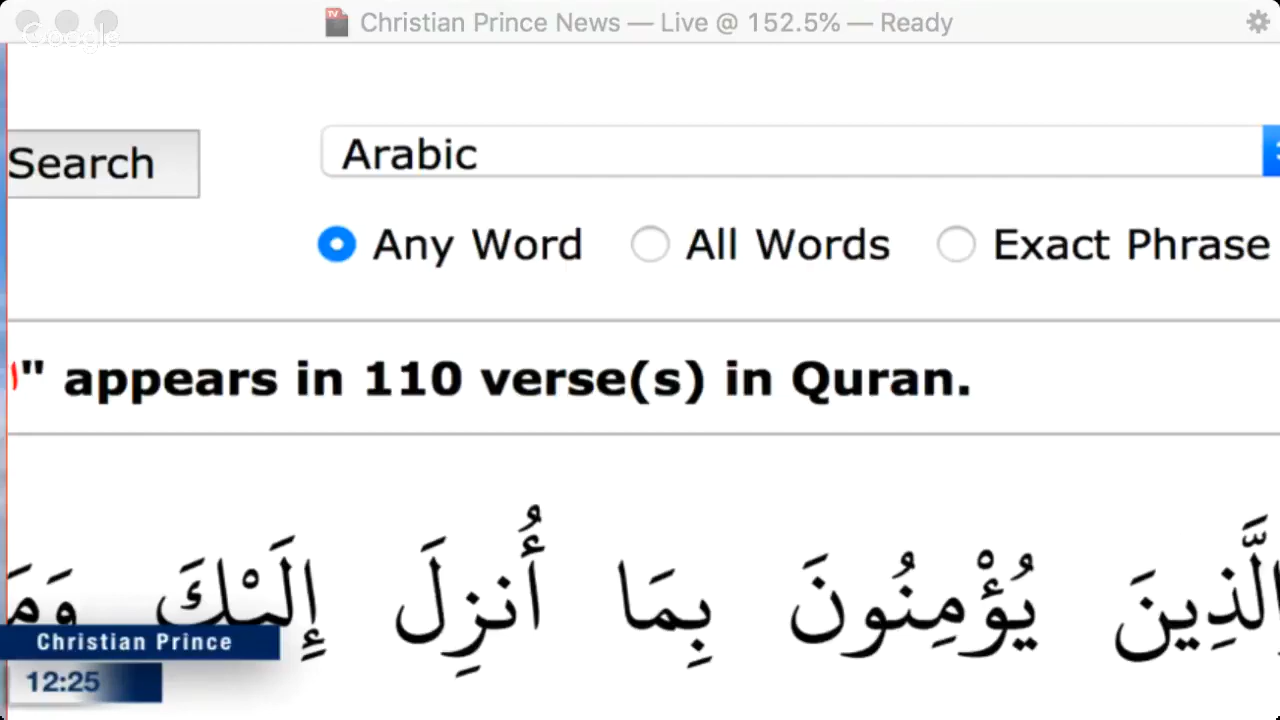 Christian Prince News — Live @ 152.5% — Ready
Google
Search
Arabic
Any Word
All Words
Exact Phrase
" appears in 110 verse(s) in Quran.
الَّذِينَ يُؤْمِنُونَ بِمَا أُنزِلَ إِلَيْكَ
Christian Prince
12:25